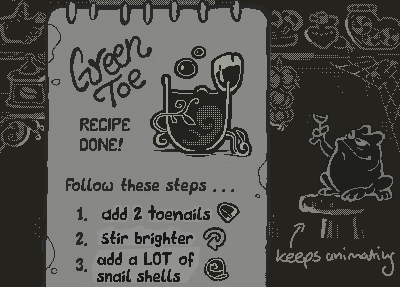 Green
Toe
RECIPE
DONE!
Follow these steps ...
1. add 2 toenails
2. stir brighter
3. add a LOT of
snail shells
keeps animating